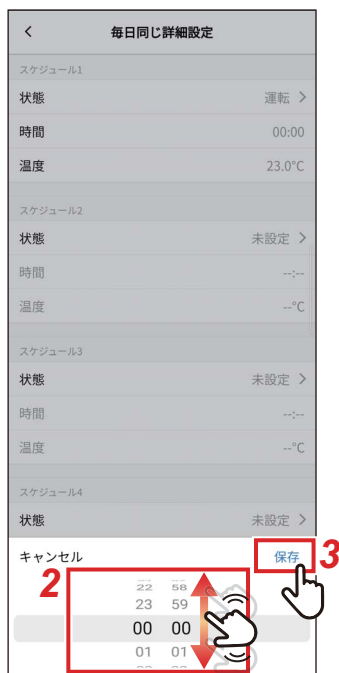 毎日同じ詳細設定
スケジュール1
状態 運転
時間 00:00
温度 23.0°C
スケジュール2
状態 未設定
時間 --:--
温度 --°C
スケジュール3
状態 未設定
時間 --:--
温度 --°C
スケジュール4
状態 未設定
キャンセル 保存 3
2
22 58
23 59
00 00
01 01